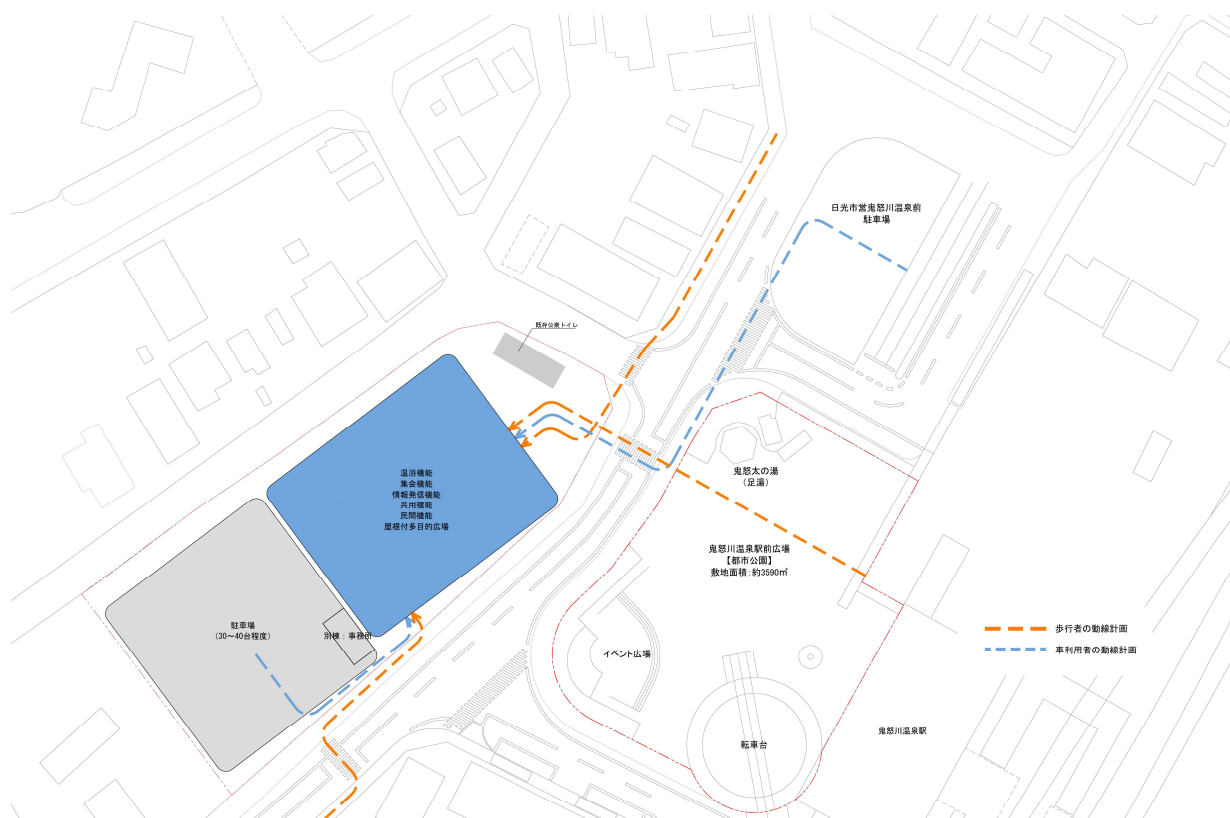 日光市営鬼怒川温泉前
駐車場
既存公衆トイレ
温浴機能
集会機能
情報発信機能
共用機能
民間機能
屋根付多目的広場
鬼怒太の湯
（足湯）
鬼怒川温泉駅前広場
【都市公園】
敷地面積：約3590㎡
駐車場
（30～40台程度）
別棟：事務所
イベント広場
歩行者の動線計画
車利用者の動線計画
転車台
鬼怒川温泉駅